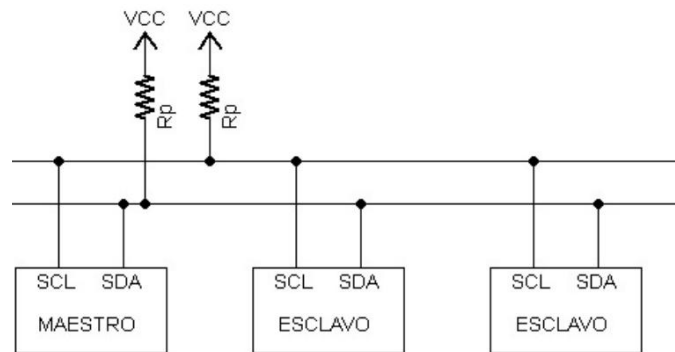 VCC VCC
Rp Rp
SCL SDA SCL SDA SCL SDA
MAESTRO ESCLAVO ESCLAVO